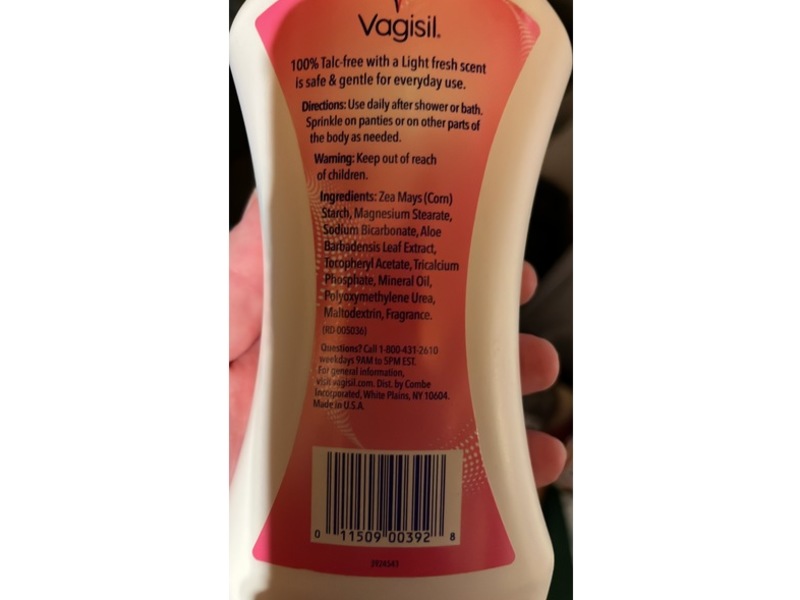 Vagisil.
100% Talc-free with a Light fresh scent
is safe & gentle for everyday use.
Directions: Use daily after shower or bath.
Sprinkle on panties or on other parts of
the body as needed.
Warning: Keep out of reach
of children.
Ingredients: Zea Mays (Corn)
Starch, Magnesium Stearate,
Sodium Bicarbonate, Aloe
Barbadensis Leaf Extract,
Tocopheryl Acetate, Tricalcium
Phosphate, Mineral Oil,
Polyoxymethylene Urea,
Maltodextrin, Fragrance.
(RD-005036)
Questions? Call 1-800-431-2610
weekdays 9AM to 5PM EST.
For general information,
visit vagisil.com. Dist. by Combe
Incorporated, White Plains, NY 10604.
Made in U.S.A.
0 11509 00392 8